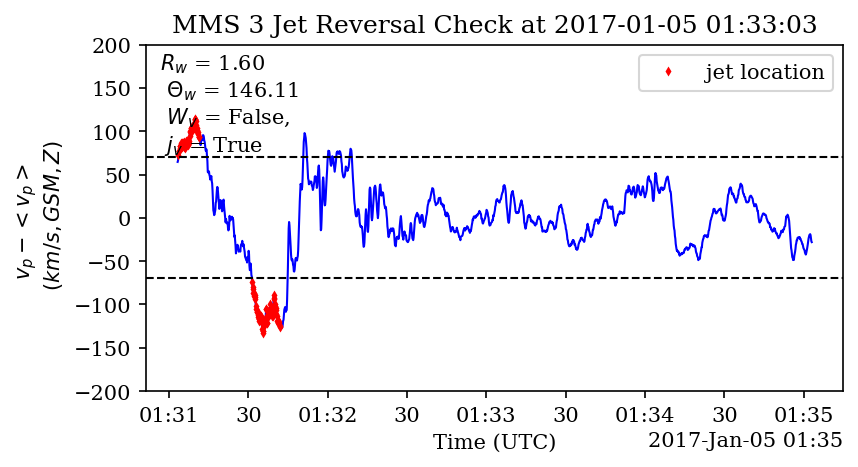 MMS 3 Jet Reversal Check at 2017-01-05 01:33:03
R_w = 1.60
Θ_w = 146.11
W_v = False,
j_v = True
jet location
v_p − < v_p >
(km/s, GSM, Z)
200
150
100
50
0
−50
−100
−150
−200
01:31 30 01:32 30 01:33 30 01:34 30 01:35
Time (UTC)
2017-Jan-05 01:35